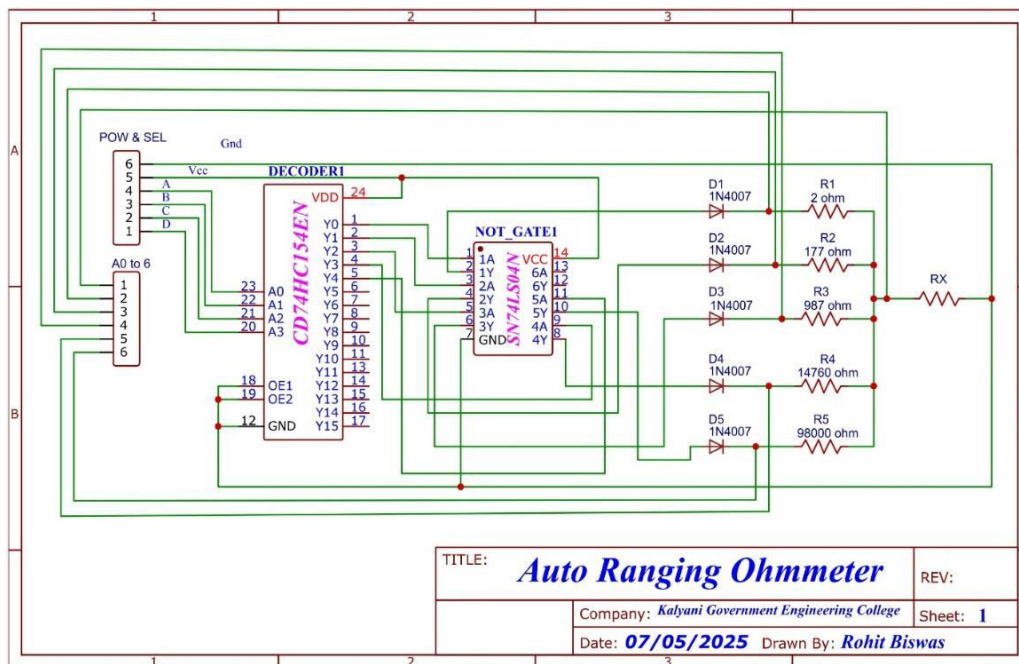 1 2 3
A
B
POW & SEL
6
5
4
3
2
1
Gnd
Vcc
A
B
C
D
A0 to 6
1
2
3
4
5
6
DECODER1
CD74HC154EN
VDD 24
Y0 1
Y1 2
Y2 3
Y3 4
Y4 5
Y5 6
Y6 7
Y7 8
Y8 9
Y9 10
Y10 11
Y11 13
Y12 14
Y13 15
Y14 16
Y15 17
23 A0
22 A1
21 A2
20 A3
18 OE1
19 OE2
12 GND
NOT_GATE1
SN74LS04N
1 1A
2 1Y
3 2A
4 2Y
5 3A
6 3Y
7 GND
VCC 14
6A 13
6Y 12
5A 11
5Y 10
4A 9
4Y 8
D1
1N4007
R1
2 ohm
D2
1N4007
R2
177 ohm
D3
1N4007
R3
987 ohm
RX
D4
1N4007
R4
14760 ohm
D5
1N4007
R5
98000 ohm
TITLE: Auto Ranging Ohmmeter REV:
Company: Kalyani Government Engineering College Sheet: 1
Date: 07/05/2025 Drawn By: Rohit Biswas
1 2 3